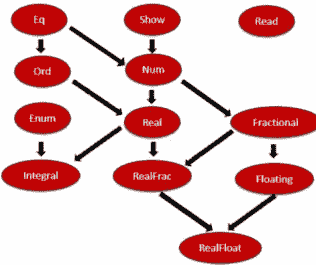 Eq
Show
Read
Ord
Num
Enum
Real
Fractional
Integral
RealFrac
Floating
RealFloat